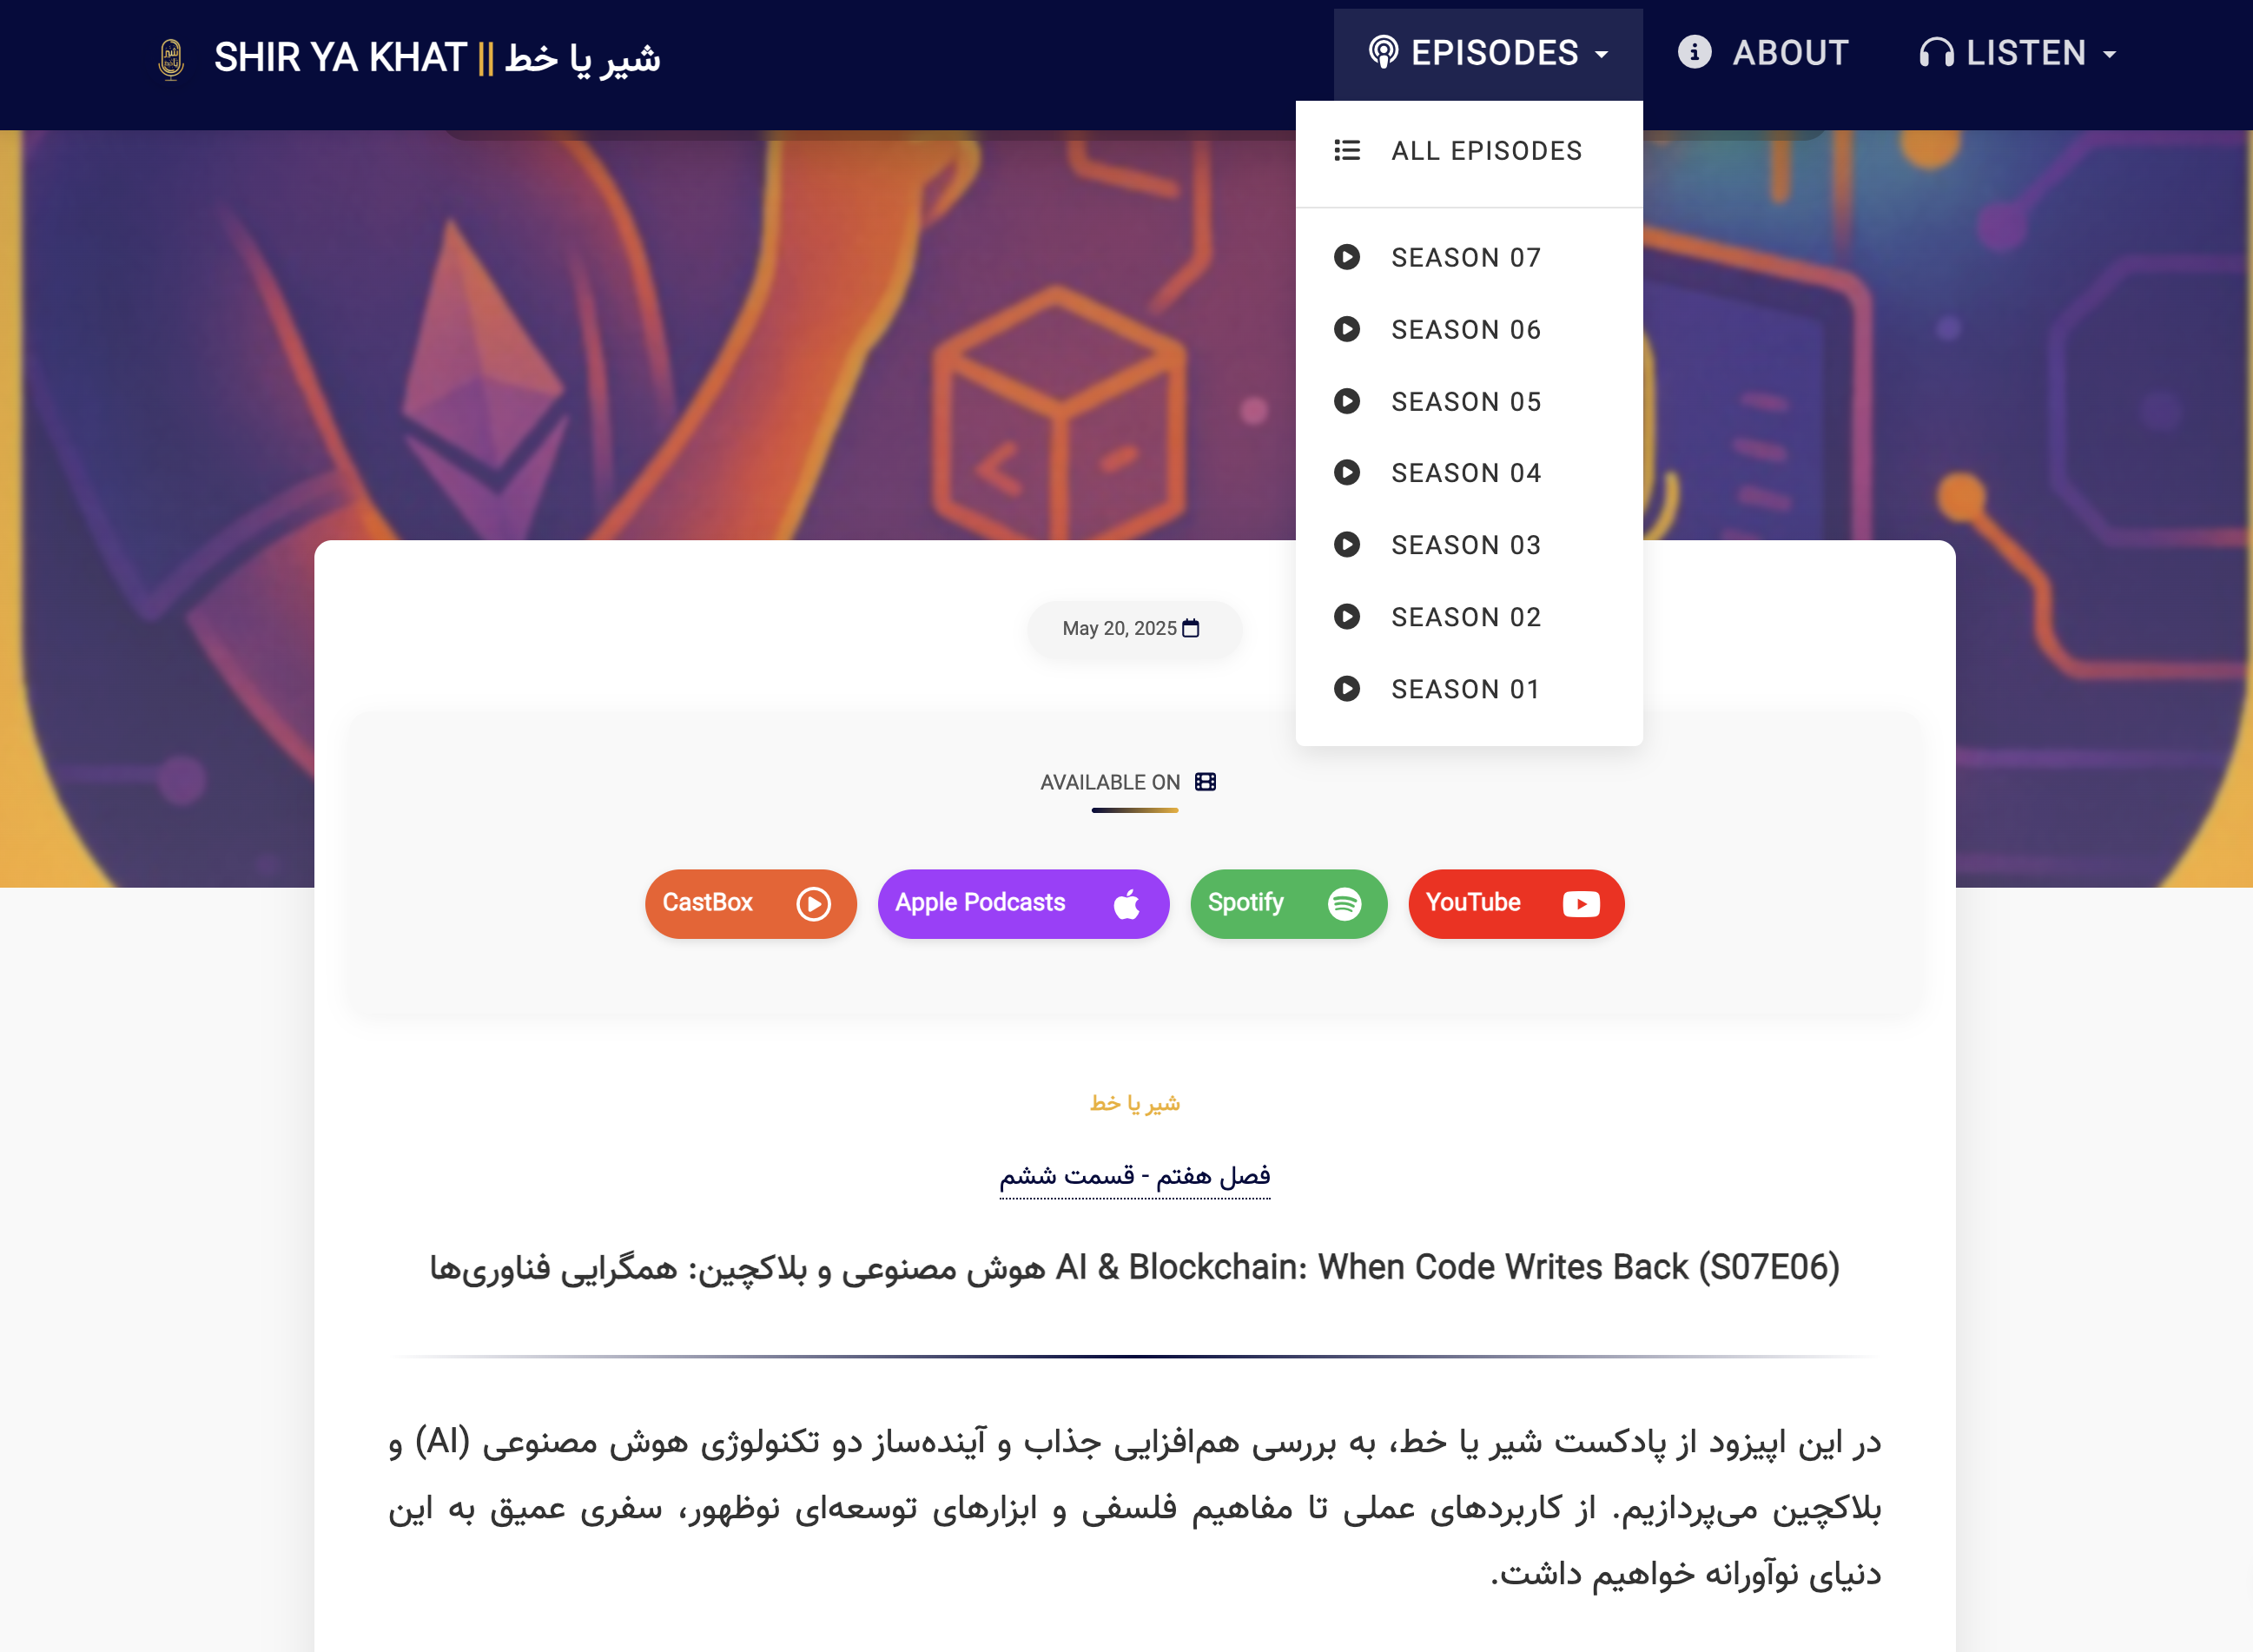 SHIR YA KHAT || شیر یا خط
EPISODES
ABOUT
LISTEN
ALL EPISODES
SEASON 07
SEASON 06
SEASON 05
SEASON 04
SEASON 03
SEASON 02
SEASON 01
May 20, 2025
AVAILABLE ON
CastBox
Apple Podcasts
Spotify
YouTube
شیر یا خط
فصل هفتم - قسمت ششم
هوش مصنوعی و بلاکچین: همگرایی فناوری‌ها AI & Blockchain: When Code Writes Back (S07E06)
در این اپیزود از پادکست شیر یا خط، به بررسی هم‌افزایی جذاب و آینده‌ساز دو تکنولوژی هوش مصنوعی (AI) و
بلاکچین می‌پردازیم. از کاربردهای عملی تا مفاهیم فلسفی و ابزارهای توسعه‌ای نوظهور، سفری عمیق به این
دنیای نوآورانه خواهیم داشت.